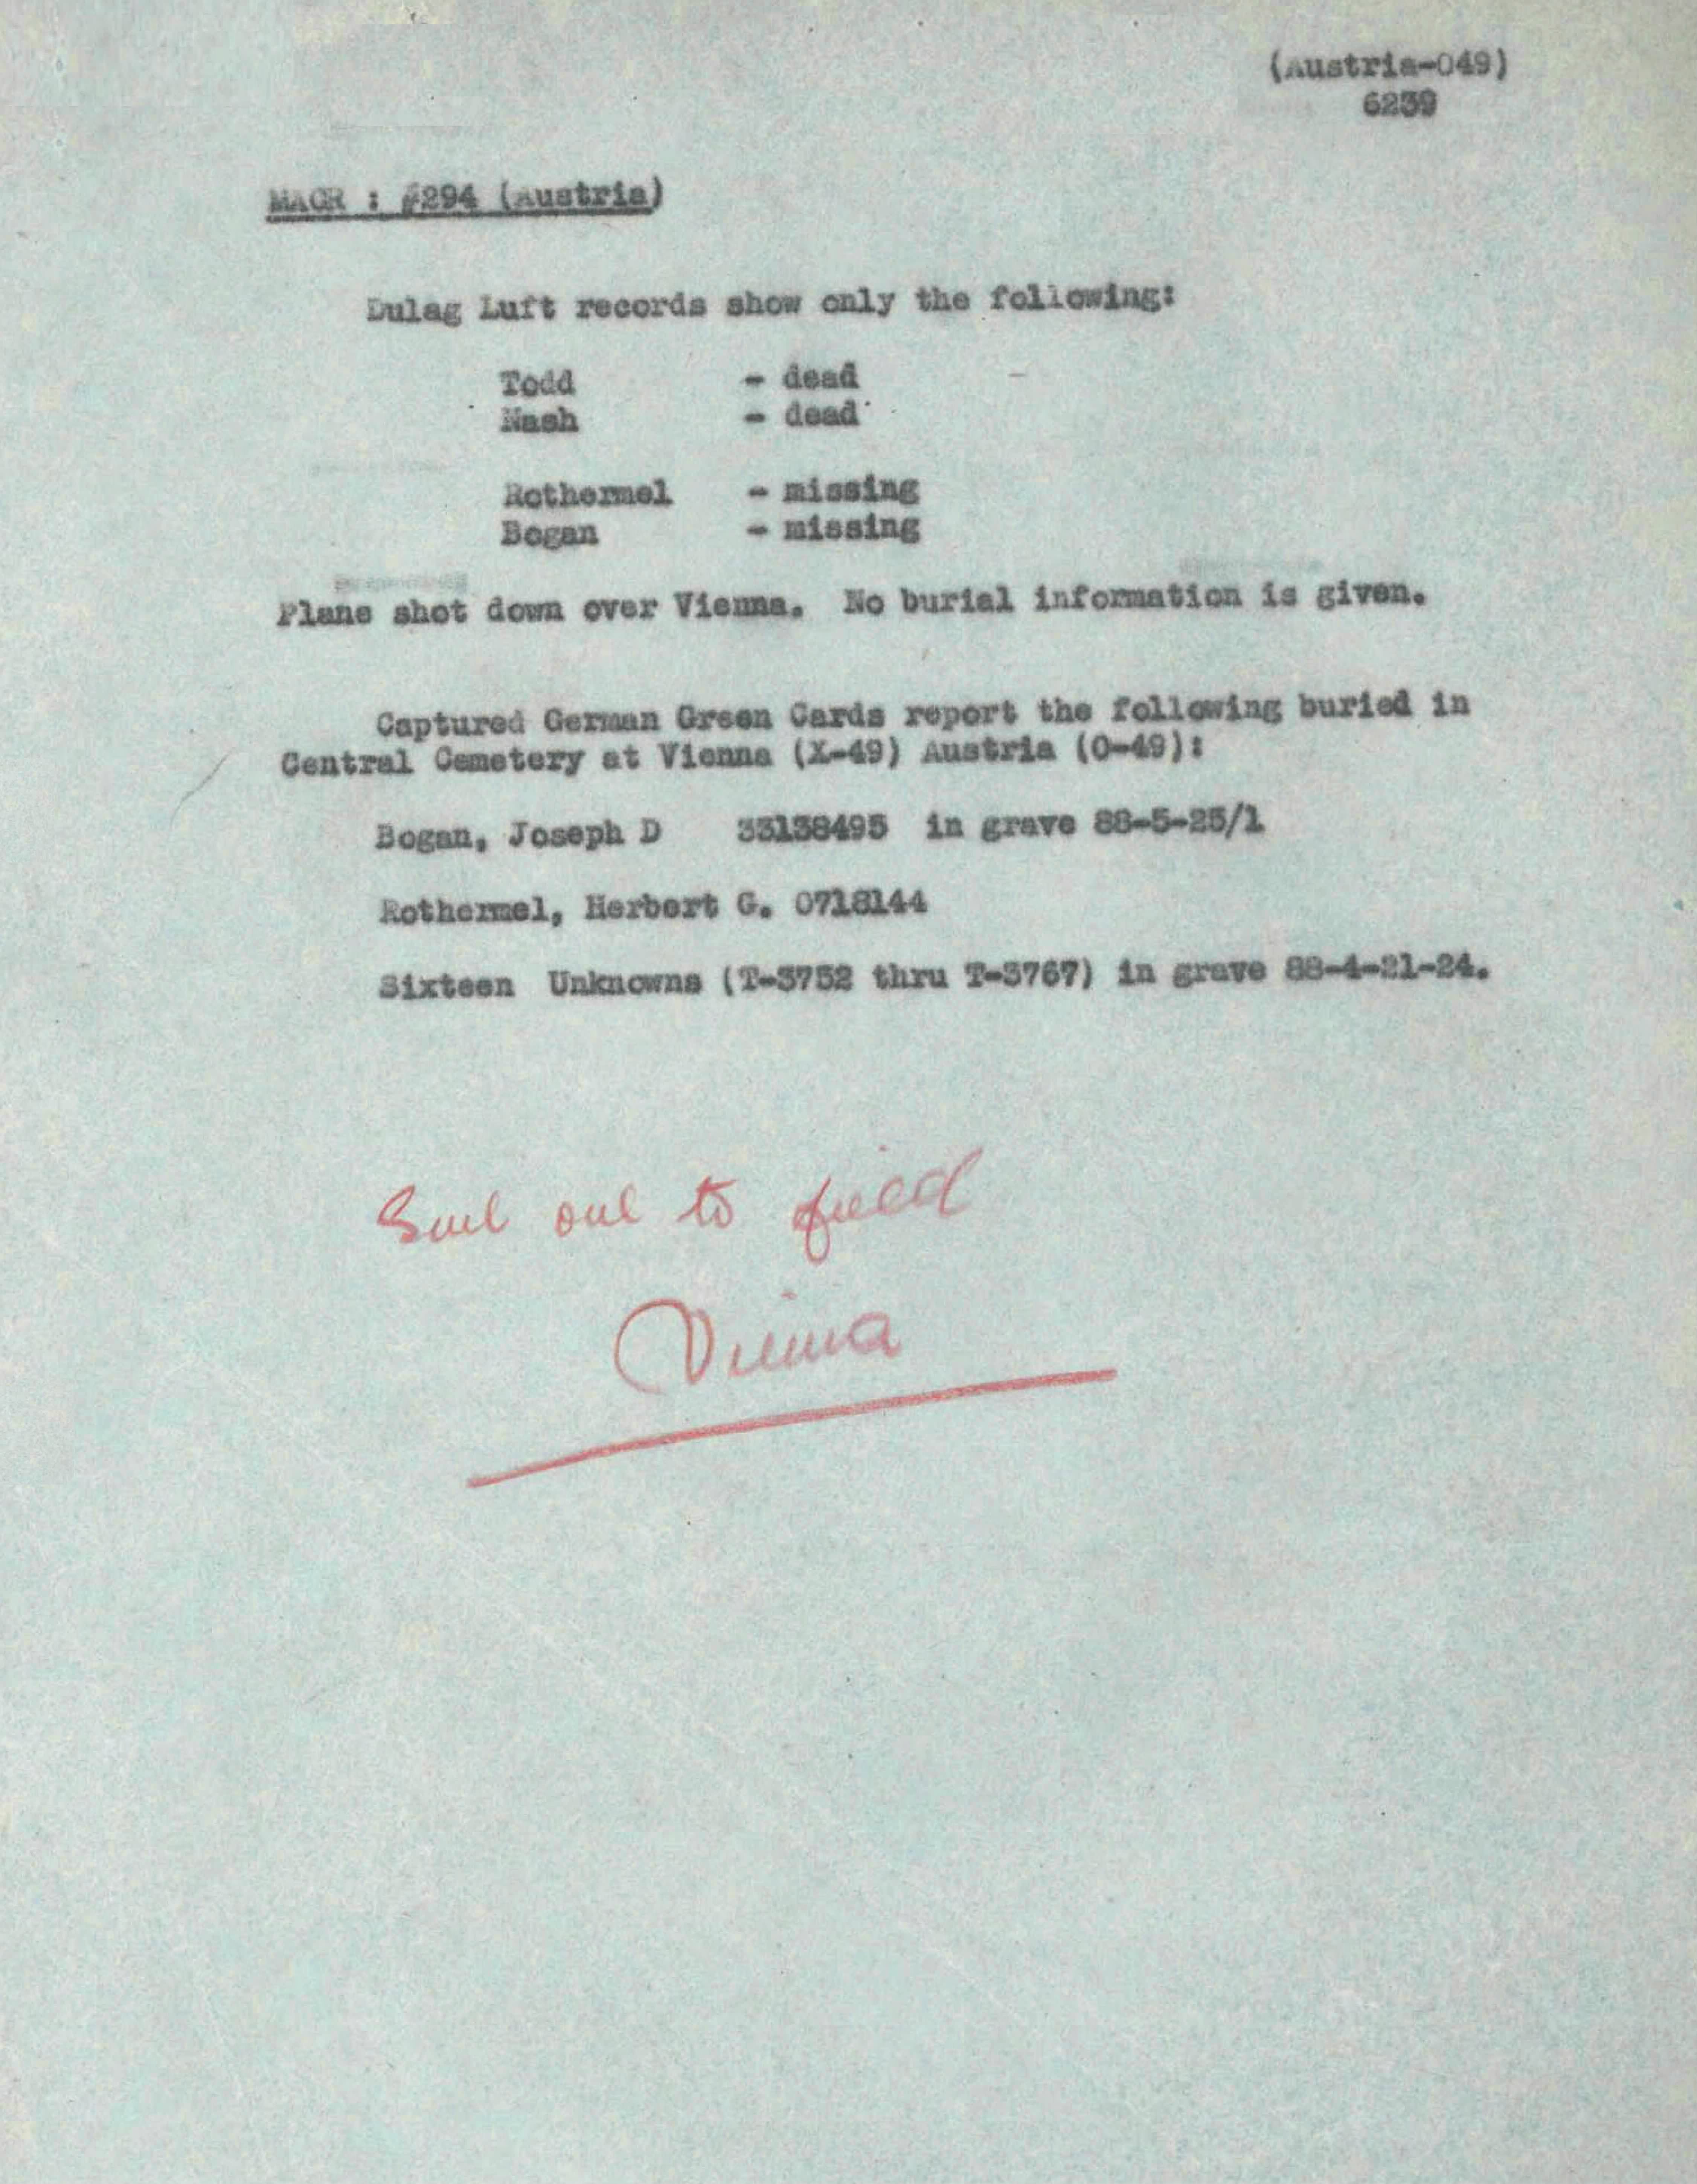 (Austria-049)
6239
MACR : #294 (Austria)
Dulag Luft records show only the following:
Todd - dead
Nash - dead
Rothermel - missing
Bogan - missing
Plane shot down over Vienna. No burial information is given.
Captured German Green Cards report the following buried in
Central Cemetery at Vienna (X-49) Austria (O-49):
Bogan, Joseph D 33138495 in grave 88-5-25/1
Rothermel, Herbert G. 0718144
Sixteen Unknowns (T-3752 thru T-3767) in grave 88-4-21-24.
Sent out to field
Vienna